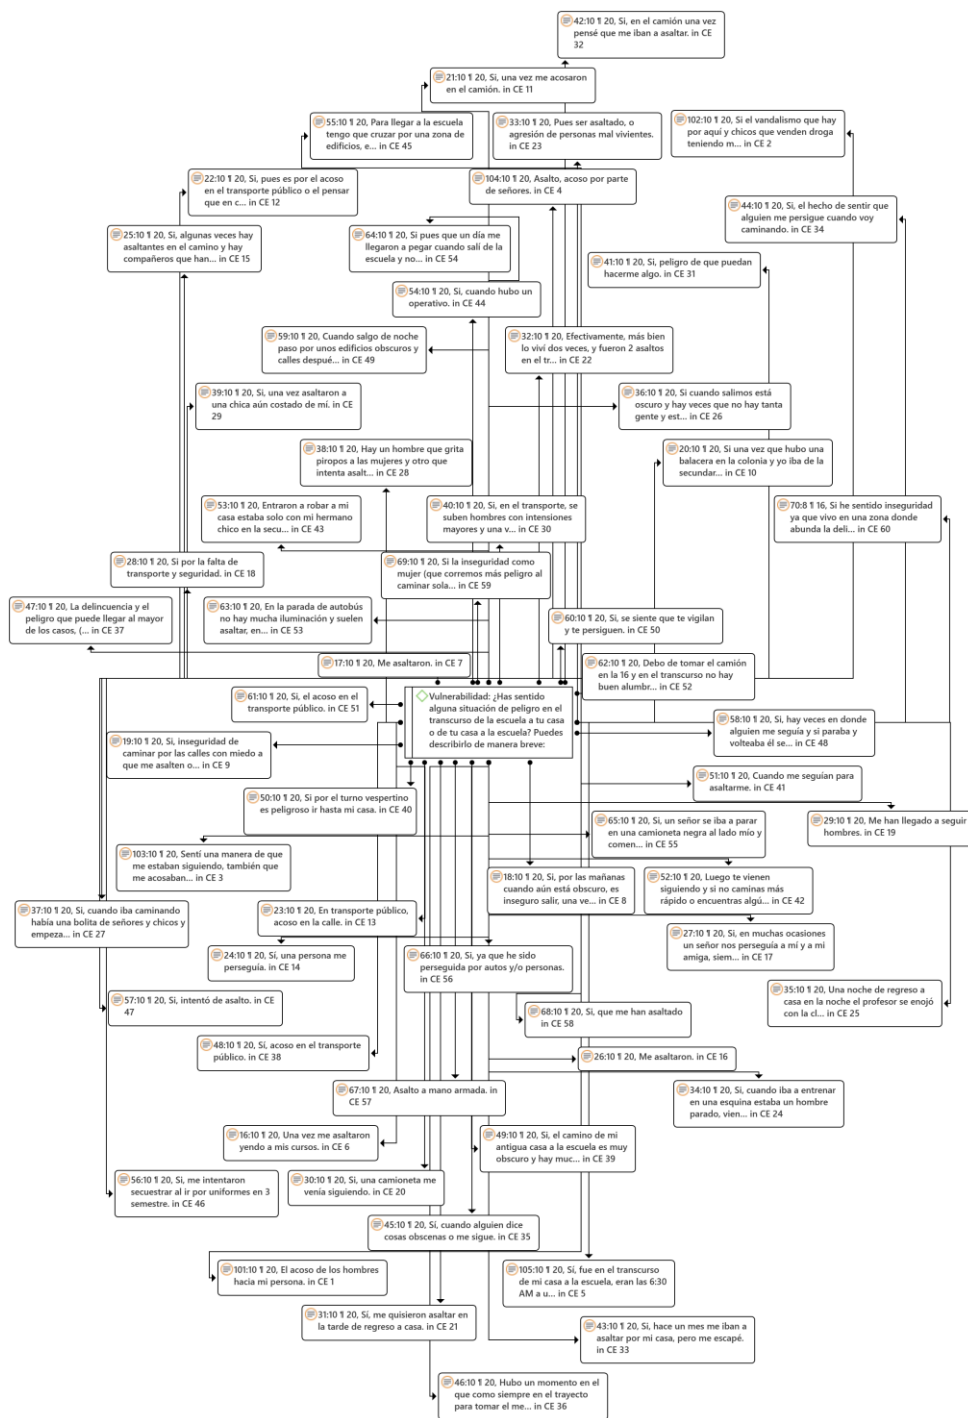 42:10 ¶ 20, Si, en el camión una vez
pensé que me iban a asaltar. in CE
32
21:10 ¶ 20, Si, una vez me acosaron
en el camión. in CE 11
55:10 ¶ 20, Para llegar a la escuela
tengo que cruzar por una zona de
edificios, e... in CE 45
33:10 ¶ 20, Pues ser asaltado, o
agresión de personas mal vivientes.
in CE 23
102:10 ¶ 20, Si el vandalismo que hay
por aquí y chicos que venden droga
teniendo m... in CE 2
22:10 ¶ 20, Si, pues es por el acoso
en el transporte público o el pensar
que en c... in CE 12
104:10 ¶ 20, Asalto, acoso por parte
de señores. in CE 4
44:10 ¶ 20, Si, el hecho de sentir que
alguien me persigue cuando voy
caminando. in CE 34
25:10 ¶ 20, Si, algunas veces hay
asaltantes en el camino y hay
compañeros que han... in CE 15
64:10 ¶ 20, Si pues que un día me
llegaron a pegar cuando salí de la
escuela y no... in CE 54
41:10 ¶ 20, Si, peligro de que puedan
hacerme algo. in CE 31
54:10 ¶ 20, Si, cuando hubo un
operativo. in CE 44
59:10 ¶ 20, Cuando salgo de noche
paso por unos edificios obscuros y
calles despué... in CE 49
32:10 ¶ 20, Efectivamente, más bien
lo viví dos veces, y fueron 2 asaltos
en el tr... in CE 22
39:10 ¶ 20, Si, una vez asaltaron a
una chica aún costado de mí. in CE
29
36:10 ¶ 20, Si cuando salimos está
oscuro y hay veces que no hay tanta
gente y est... in CE 26
38:10 ¶ 20, Hay un hombre que grita
piropos a las mujeres y otro que
intenta asalt... in CE 28
20:10 ¶ 20, Si una vez que hubo una
balacera en la colonia y yo iba de la
secundar... in CE 10
53:10 ¶ 20, Entraron a robar a mi
casa estaba solo con mi hermano
chico en la secu... in CE 43
40:10 ¶ 20, Si, en el transporte, se
suben hombres con intensiones
mayores y una v... in CE 30
70:8 ¶ 16, Si he sentido inseguridad
ya que vivo en una zona donde
abunda la deli... in CE 60
28:10 ¶ 20, Si por la falta de
transporte y seguridad. in CE 18
69:10 ¶ 20, Si la inseguridad como
mujer (que corremos más peligro al
caminar sola... in CE 59
47:10 ¶ 20, La delincuencia y el
peligro que puede llegar al mayor
de los casos, (... in CE 37
63:10 ¶ 20, En la parada de autobús
no hay mucha iluminación y suelen
asaltar, en... in CE 53
60:10 ¶ 20, Si, se siente que te vigilan
y te persiguen. in CE 50
17:10 ¶ 20, Me asaltaron. in CE 7
62:10 ¶ 20, Debo de tomar el camión
en la 16 y en el transcurso no hay
buen alumbr... in CE 52
61:10 ¶ 20, Si, el acoso en el
transporte público. in CE 51
Vulnerabilidad: ¿Has sentido
alguna situación de peligro en el
transcurso de la escuela a tu casa
o de tu casa a la escuela? Puedes
describirlo de manera breve:
58:10 ¶ 20, Si, hay veces en donde
alguien me seguía y si paraba y
volteaba él se... in CE 48
19:10 ¶ 20, Si, inseguridad de
caminar por las calles con miedo a
que me asalten o... in CE 9
51:10 ¶ 20, Cuando me seguían para
asaltarme. in CE 41
50:10 ¶ 20, Si por el turno vespertino
es peligroso ir hasta mi casa. in CE 40
65:10 ¶ 20, Si, un señor se iba a parar
en una camioneta negra al lado mío y
comen... in CE 55
29:10 ¶ 20, Me han llegado a seguir
hombres. in CE 19
103:10 ¶ 20, Sentí una manera de que
me estaban siguiendo, también que
me acosaban... in CE 3
18:10 ¶ 20, Si, por las mañanas
cuando aún está obscuro, es
inseguro salir, una ve... in CE 8
52:10 ¶ 20, Luego te vienen
siguiendo y si no caminas más
rápido o encuentras algú... in CE 42
37:10 ¶ 20, Si, cuando iba caminando
había una bolita de señores y chicos y
empeza... in CE 27
23:10 ¶ 20, En transporte público,
acoso en la calle. in CE 13
27:10 ¶ 20, Si, en muchas ocasiones
un señor nos perseguía a mí y a mi
amiga, siem... in CE 17
24:10 ¶ 20, Sí, una persona me
perseguía. in CE 14
66:10 ¶ 20, Si, ya que he sido
perseguida por autos y/o personas.
in CE 56
35:10 ¶ 20, Una noche de regreso a
casa en la noche el profesor se enojó
con la cl... in CE 25
57:10 ¶ 20, Si, intentó de asalto. in CE
47
68:10 ¶ 20, Si, que me han asaltado
in CE 58
48:10 ¶ 20, Si, acoso en el transporte
público. in CE 38
26:10 ¶ 20, Me asaltaron. in CE 16
67:10 ¶ 20, Asalto a mano armada. in
CE 57
34:10 ¶ 20, Si, cuando iba a entrenar
en una esquina estaba un hombre
parado, vien... in CE 24
16:10 ¶ 20, Una vez me asaltaron
yendo a mis cursos. in CE 6
49:10 ¶ 20, Si, el camino de mi
antigua casa a la escuela es muy
obscuro y hay muc... in CE 39
56:10 ¶ 20, Si, me intentaron
secuestrar al ir por uniformes en 3
semestre. in CE 46
30:10 ¶ 20, Si, una camioneta me
venía siguiendo. in CE 20
45:10 ¶ 20, Sí, cuando alguien dice
cosas obscenas o me sigue. in CE 35
101:10 ¶ 20, El acoso de los hombres
hacia mi persona. in CE 1
105:10 ¶ 20, Sí, fue en el transcurso
de mi casa a la escuela, eran las 6:30
AM a u... in CE 5
31:10 ¶ 20, Sí, me quisieron asaltar en
la tarde de regreso a casa. in CE 21
43:10 ¶ 20, Si, hace un mes me iban a
asaltar por mi casa, pero me escapé.
in CE 33
46:10 ¶ 20, Hubo un momento en el
que como siempre en el trayecto
para tomar el me... in CE 36